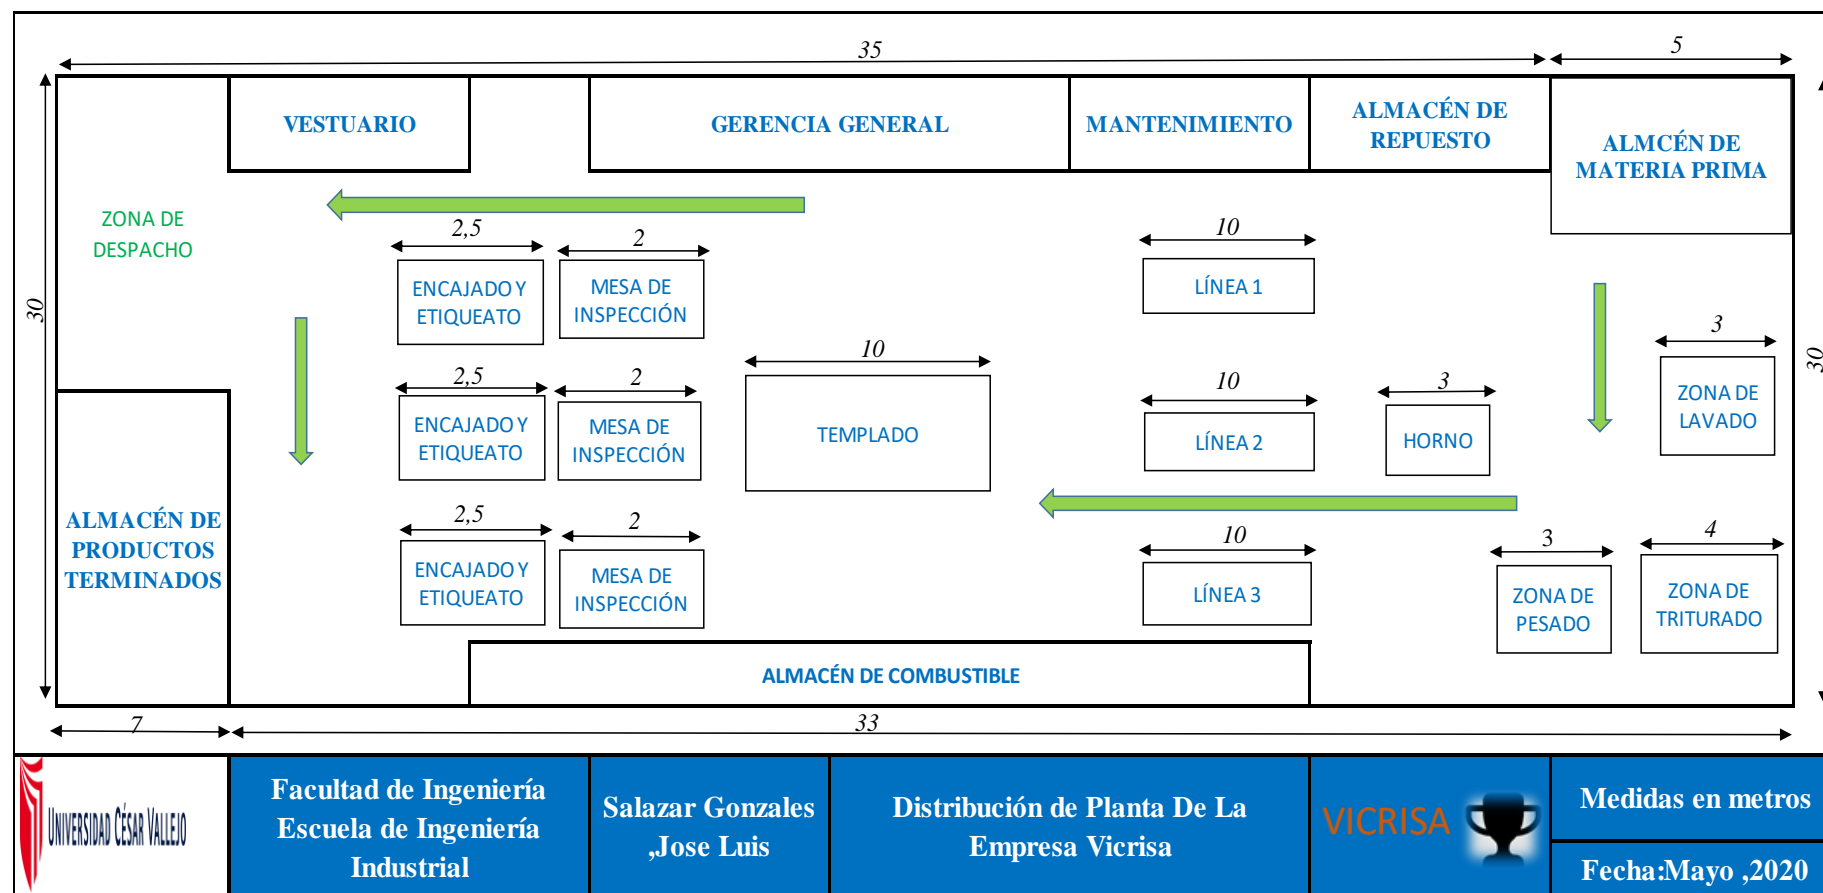 35
5
VESTUARIO
GERENCIA GENERAL
MANTENIMIENTO
ALMACÉN DE
REPUESTO
ALMCÉN DE
MATERIA PRIMA
ZONA DE
DESPACHO
30
2,5
2
10
ENCAJADO Y
ETIQUEATO
MESA DE
INSPECCIÓN
LÍNEA 1
10
3
30
2,5
2
10
3
ENCAJADO Y
ETIQUEATO
MESA DE
INSPECCIÓN
TEMPLADO
LÍNEA 2
HORNO
ZONA DE
LAVADO
ALMACÉN DE
PRODUCTOS
TERMINADOS
2,5
2
10
3
4
ENCAJADO Y
ETIQUEATO
MESA DE
INSPECCIÓN
LÍNEA 3
ZONA DE
PESADO
ZONA DE
TRITURADO
ALMACÉN DE COMBUSTIBLE
7
33
UNIVERSIDAD CÉSAR VALLEJO
Facultad de Ingeniería
Escuela de Ingeniería
Industrial
Salazar Gonzales
,Jose Luis
Distribución de Planta De La
Empresa Vicrisa
VICRISA
Medidas en metros
Fecha:Mayo ,2020